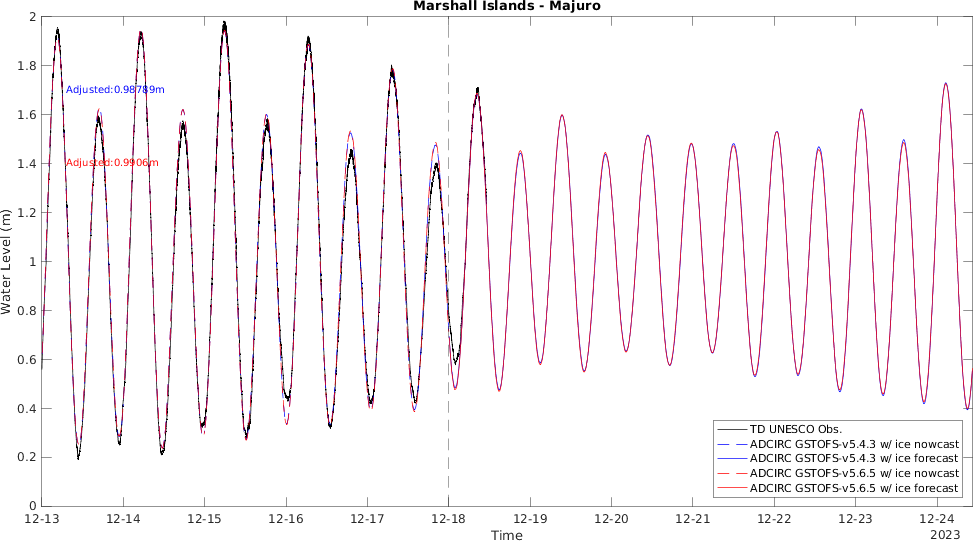 Marshall Islands - Majuro
2
1.8
1.6
1.4
1.2
1
0.8
0.6
0.4
0.2
0
Water Level (m)
Adjusted:0.98789m
Adjusted:0.9906m
TD UNESCO Obs.
ADCIRC GSTOFS-v5.4.3 w/ ice nowcast
ADCIRC GSTOFS-v5.4.3 w/ ice forecast
ADCIRC GSTOFS-v5.6.5 w/ ice nowcast
ADCIRC GSTOFS-v5.6.5 w/ ice forecast
12-13 12-14 12-15 12-16 12-17 12-18 12-19 12-20 12-21 12-22 12-23 12-24
Time 2023